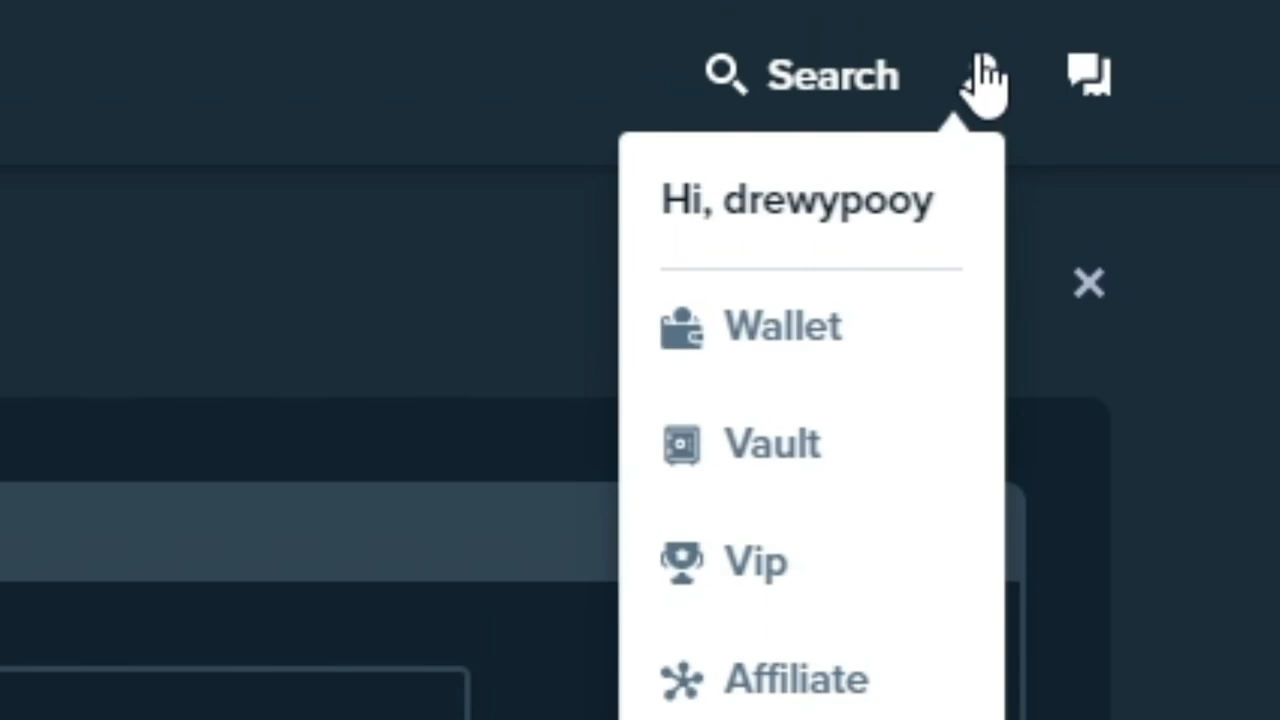 Search
Hi, drewypooy
Wallet
Vault
Vip
Affiliate